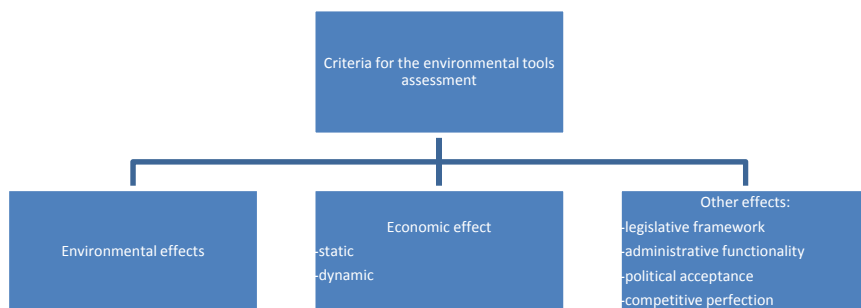 Criteria for the environmental tools
assessment
Environmental effects
Economic effect
-static
-dynamic
Other effects:
-legislative framework
-administrative functionality
-political acceptance
-competitive perfection